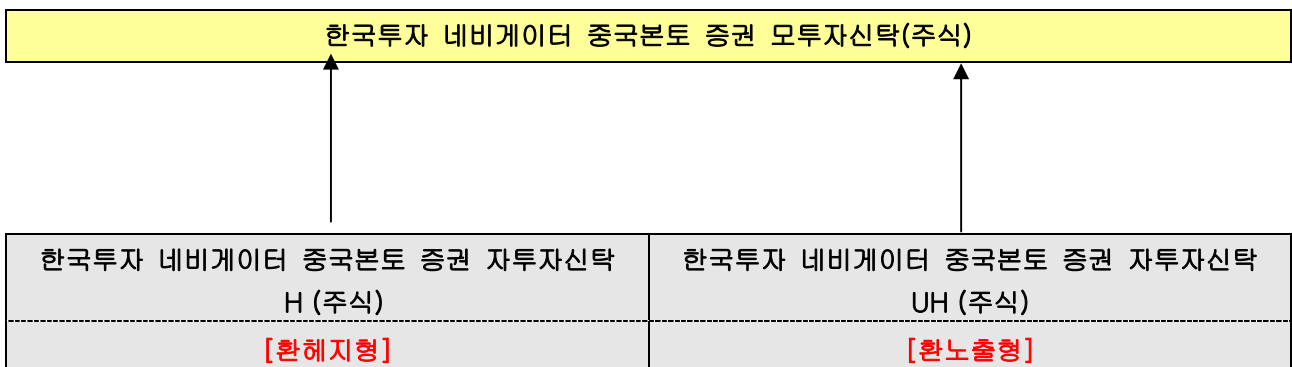 한국투자 네비게이터 중국본토 증권 모투자신탁(주식)
한국투자 네비게이터 중국본토 증권 자투자신탁
H (주식)
[환헤지형]
한국투자 네비게이터 중국본토 증권 자투자신탁
UH (주식)
[환노출형]